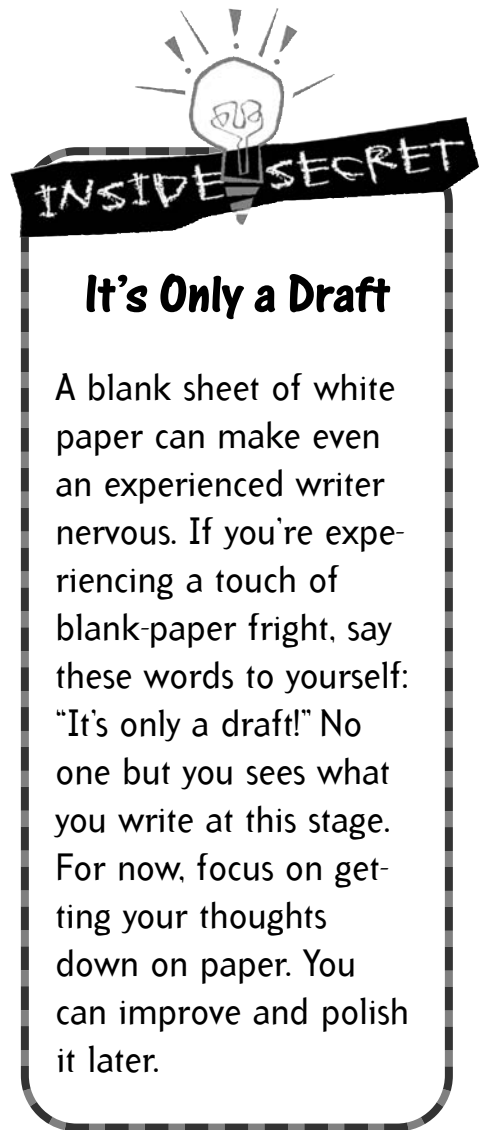 INSIDE SECRET
It's Only a Draft
A blank sheet of white
paper can make even
an experienced writer
nervous. If you're expe-
riencing a touch of
blank-paper fright, say
these words to yourself:
“It's only a draft!” No
one but you sees what
you write at this stage.
For now, focus on get-
ting your thoughts
down on paper. You
can improve and polish
it later.